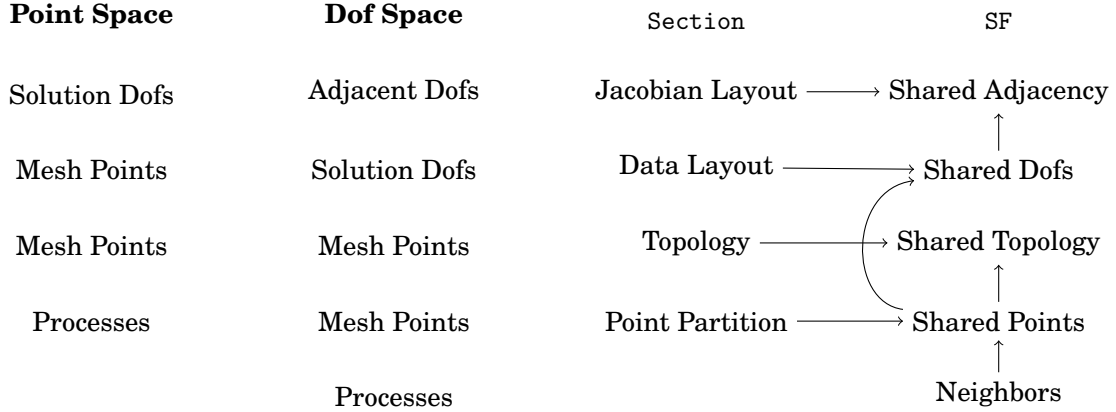 Point Space Dof Space Section SF
Solution Dofs Adjacent Dofs Jacobian Layout Shared Adjacency
Mesh Points Solution Dofs Data Layout Shared Dofs
Mesh Points Mesh Points Topology Shared Topology
Processes Mesh Points Point Partition Shared Points
Processes Neighbors